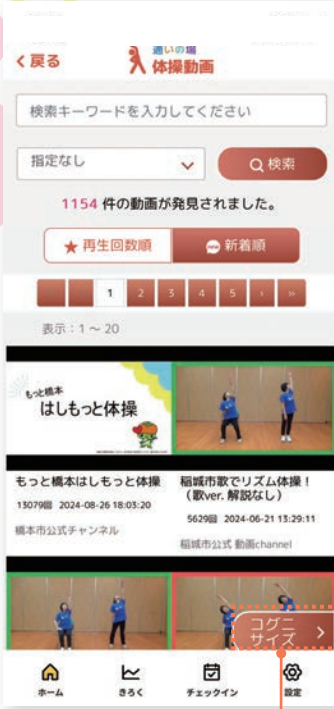 戻る
通いの場
体操動画
検索キーワードを入力してください
指定なし
検索
1154 件の動画が発見されました。
再生回数順
new 新着順
1 2 3 4 5 › »
表示：1 ～ 20
もっと橋本
はしもっと体操
もっと橋本はしもっと体操
13079回 2024-08-26 18:03:20
橋本市公式チャンネル
稲城市歌でリズム体操！
（歌ver. 解説なし）
5629回 2024-06-21 13:29:11
稲城市公式 動画channel
コグニ
サイズ
ホーム
きろく
チェックイン
設定